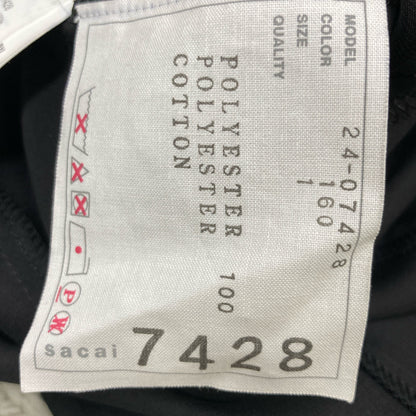 MODEL 24-07428
COLOR 160
SIZE 1
QUALITY
POLYESTER 100
POLYESTER
COTTON
P W
sacai 7428